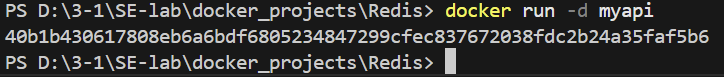 PS D:\3-1\SE-lab\docker_projects\Redis> docker run -d myapi
40b1b430617808eb6a6bdf6805234847299cfec837672038fdc2b24a35faf5b6
PS D:\3-1\SE-lab\docker_projects\Redis>